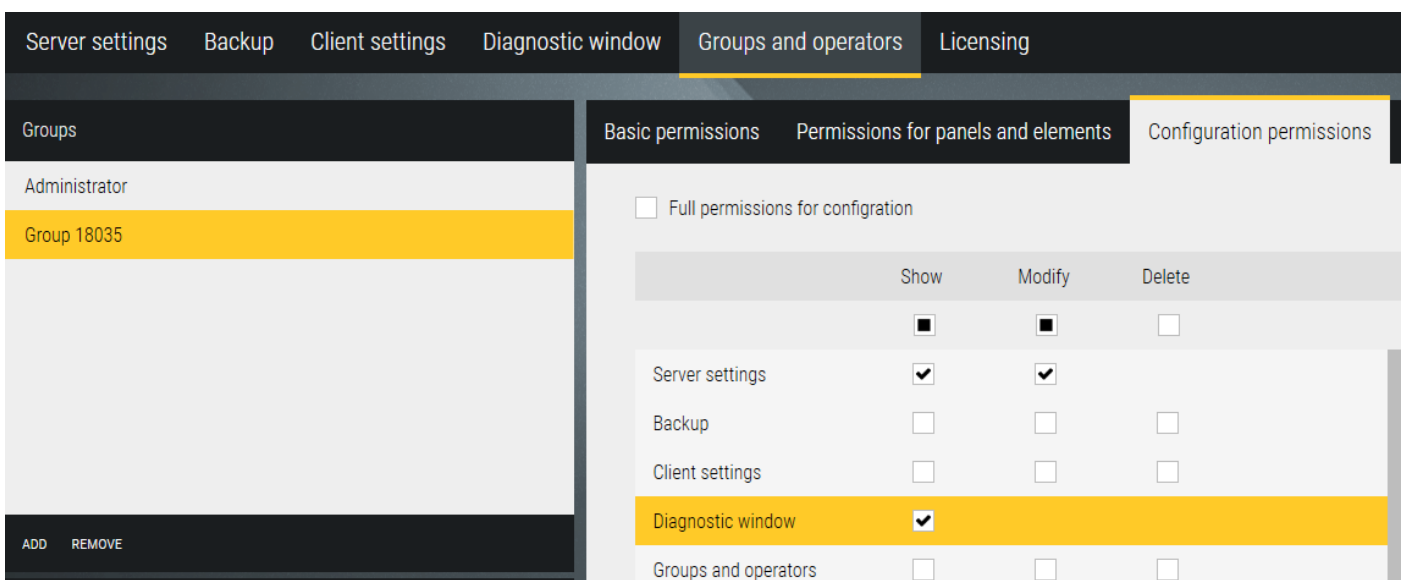 Server settings Backup Client settings Diagnostic window Groups and operators Licensing
Groups
Basic permissions Permissions for panels and elements Configuration permissions
Administrator
Group 18035
Full permissions for configration
Show Modify Delete
Server settings
Backup
Client settings
Diagnostic window
Groups and operators
ADD REMOVE